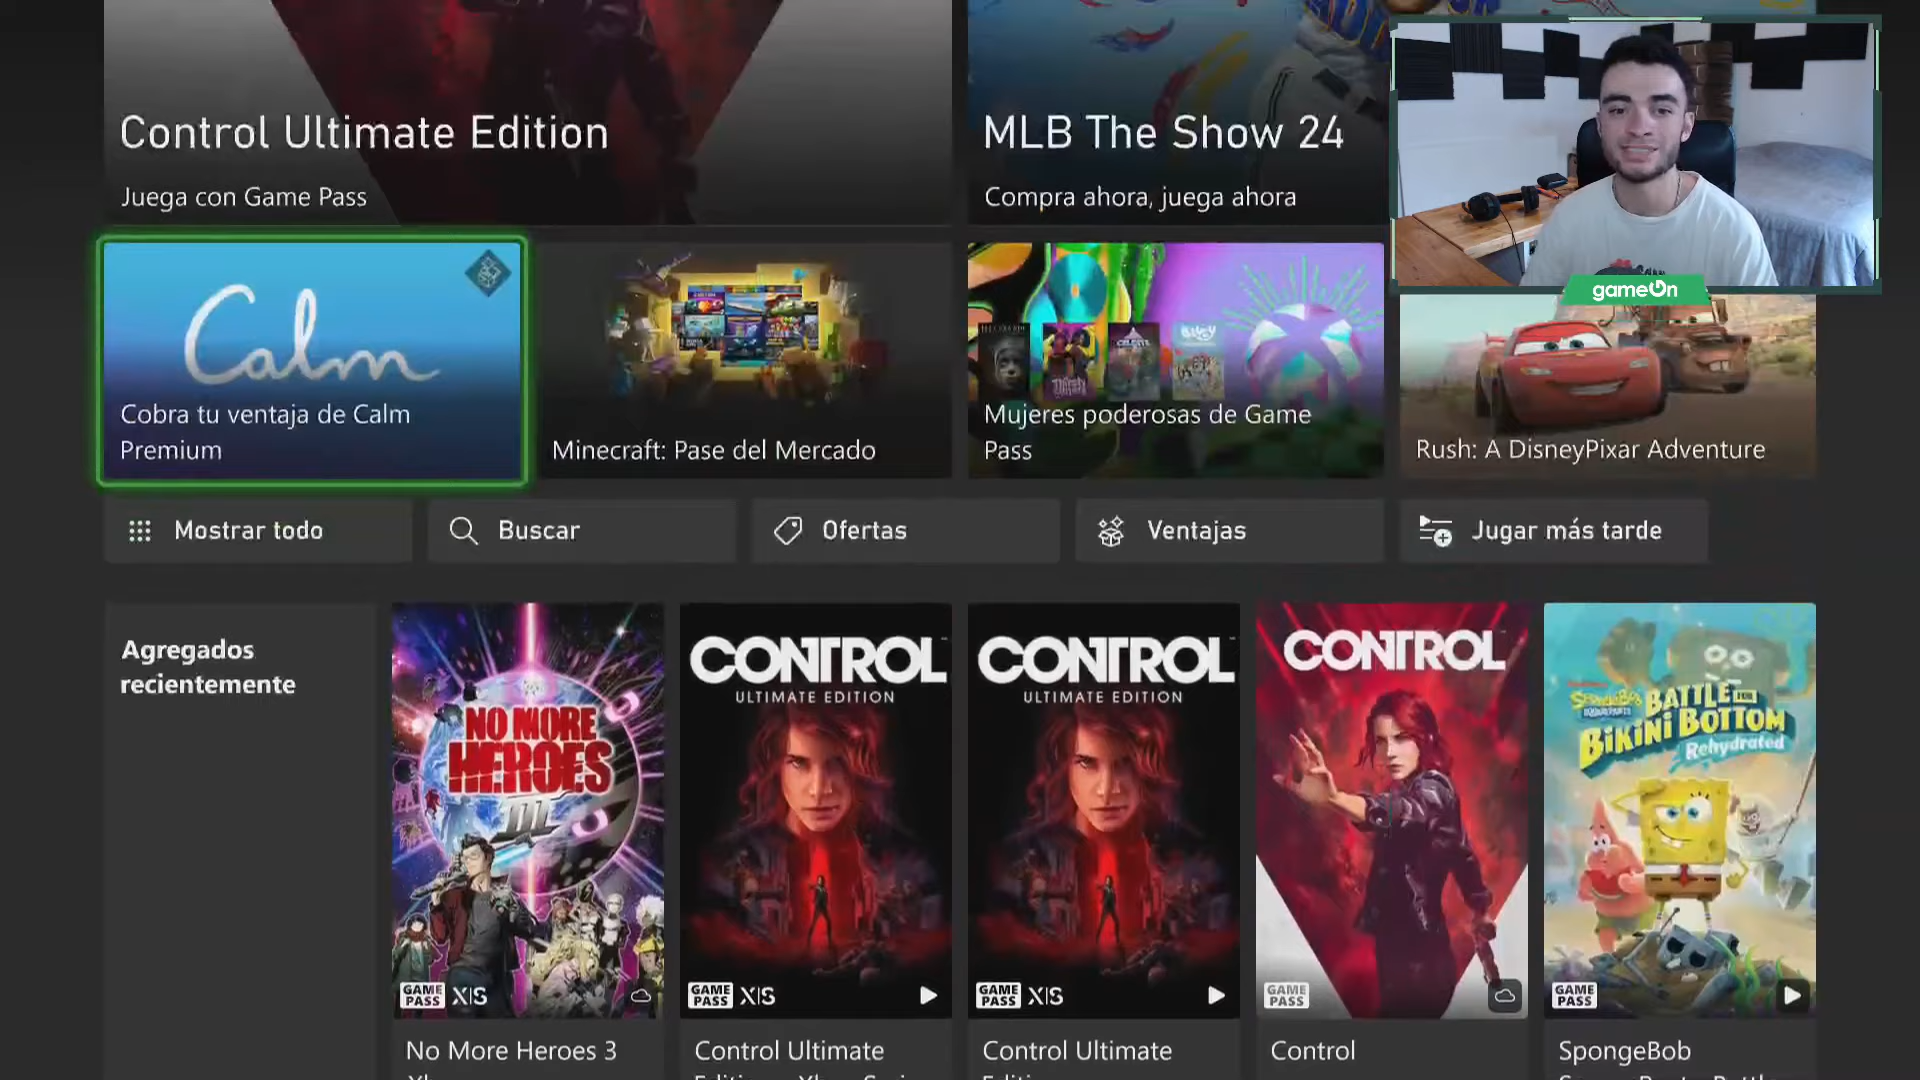 Control Ultimate Edition
Juega con Game Pass
MLB The Show 24
Compra ahora, juega ahora
gameOn
Calm
Cobra tu ventaja de Calm
Premium
Minecraft: Pase del Mercado
CELESTE
Mujeres poderosas de Game
Pass
Rush: A DisneyPixar Adventure
Mostrar todo
Buscar
Ofertas
Ventajas
Jugar más tarde
Agregados
recientemente
NO MORE
HEROES
III
GAME
PASS
X|S
No More Heroes 3
CONTROL
ULTIMATE EDITION
GAME
PASS
X|S
Control Ultimate
CONTROL
ULTIMATE EDITION
GAME
PASS
X|S
Control Ultimate
CONTROL
GAME
PASS
Control
SpongeBob
BATTLE FOR
BIKINI BOTTOM
Rehydrated
GAME
PASS
SpongeBob